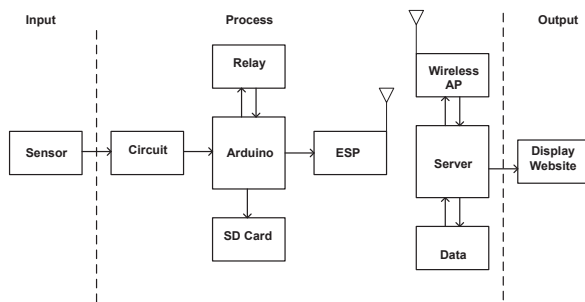 Input
Process
Output
Relay
Wireless
AP
Sensor
Circuit
Arduino
ESP
Server
Display
Website
SD Card
Data